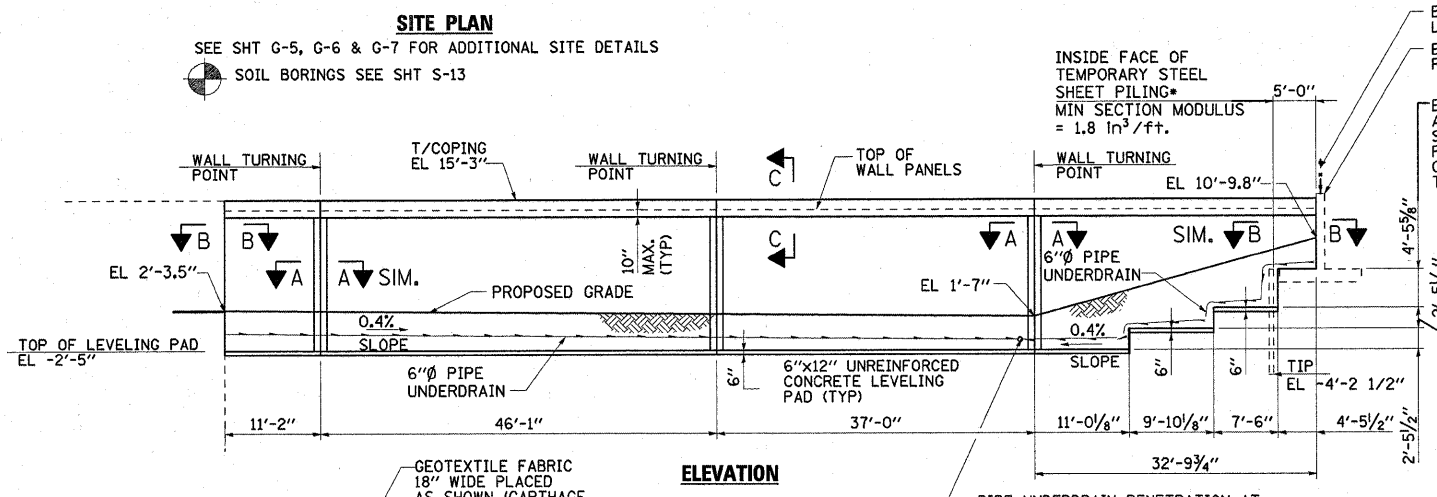 SITE PLAN
SEE SHT G-5, G-6 & G-7 FOR ADDITIONAL SITE DETAILS
SOIL BORINGS SEE SHT S-13
INSIDE FACE OF
TEMPORARY STEEL
SHEET PILING*
MIN SECTION MODULUS
= 1.8 in³/ft.
5'-0"
WALL TURNING
POINT
T/COPING
EL 15'-3"
WALL TURNING
POINT
C
TOP OF
WALL PANELS
WALL TURNING
POINT
EL 10'-9.8"
B
B
A
A
SIM.
10"
MAX.
(TYP)
C
A
A
SIM.
B
B
6"Ø PIPE
UNDERDRAIN
4'-5⅝"
EL 2'-3.5"
PROPOSED GRADE
EL 1'-7"
0.4%
SLOPE
0.4%
SLOPE
TOP OF LEVELING PAD
EL -2'-5"
6"Ø PIPE
UNDERDRAIN
6"
6"x12" UNREINFORCED
CONCRETE LEVELING
PAD (TYP)
6"
6"
TIP
EL -4'-2 1/2"
2'-5½"
11'-2"
46'-1"
37'-0"
11'-0⅛"
9'-10⅛"
7'-6"
4'-5½"
32'-9¾"
GEOTEXTILE FABRIC
18" WIDE PLACED
ELEVATION